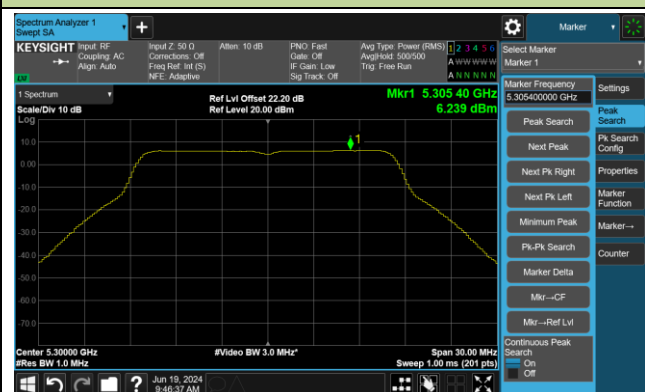 Spectrum Analyzer 1
Swept SA
+
Marker
KEYSIGHT
Input: RF
Coupling: AC
Align: Auto
Input Z: 50 Ω
Corrections: Off
Freq Ref: Int (S)
NFE: Adaptive
Atten: 10 dB
PNO: Fast
Gate: Off
IF Gain: Low
Sig Track: Off
Avg Type: Power (RMS)
Avg|Hold: 500/500
Trig: Free Run
1 2 3 4 5 6
A W W W W W
A N N N N N
Select Marker
Marker 1
1 Spectrum
Scale/Div 10 dB
Log
Ref Lvl Offset 22.20 dB
Ref Level 20.00 dBm
Mkr1 5.305 40 GHz
6.239 dBm
1
10.0
0.00
-10.0
-20.0
-30.0
-40.0
-50.0
-60.0
-70.0
Center 5.30000 GHz
#Res BW 1.0 MHz
#Video BW 3.0 MHz*
Span 30.00 MHz
Sweep 1.00 ms (201 pts)
Marker Frequency
5.305400000 GHz
Peak Search
Next Peak
Next Pk Right
Next Pk Left
Minimum Peak
Pk-Pk Search
Marker Delta
Mkr→CF
Mkr→Ref Lvl
Continuous Peak
Search
On
Off
Settings
Peak
Search
Pk Search
Config
Properties
Marker
Function
Marker→
Counter
?
Jun 19, 2024
9:46:37 AM